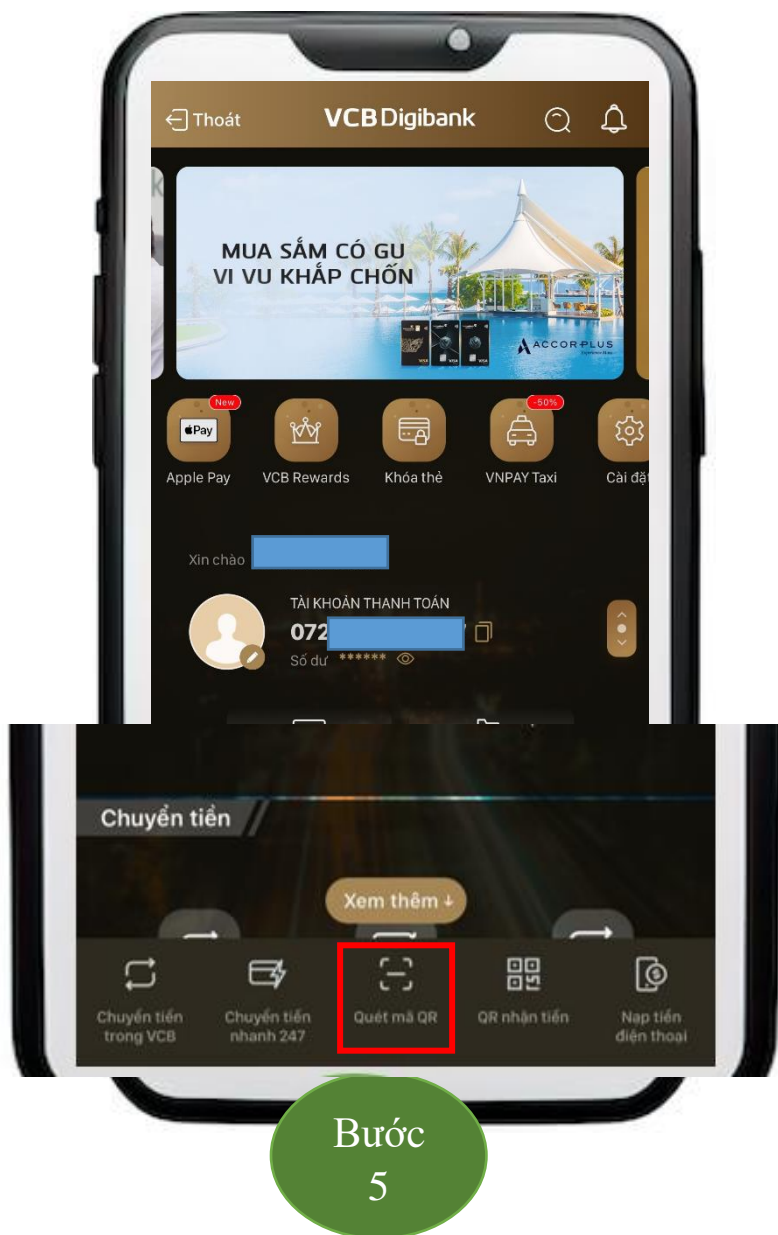 Thoát
VCB Digibank
MUA SẮM CÓ GU
VI VU KHẮP CHỐN
VISA
VISA
VISA
ACCOR PLUS
New
-50%
Pay
Apple Pay
VCB Rewards
Khóa thẻ
VNPAY Taxi
Cài đặt
Xin chào
TÀI KHOẢN THANH TOÁN
072
Số dư ******
Chuyển tiền
Xem thêm ↓
Chuyển tiền
trong VCB
Chuyển tiền
nhanh 247
Quét mã QR
QR nhận tiền
Nạp tiền
điện thoại
Bước
5